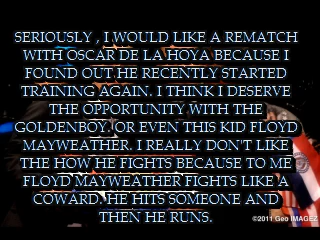 SERIOUSLY , I WOULD LIKE A REMATCH
WITH OSCAR DE LA HOYA BECAUSE I
FOUND OUT HE RECENTLY STARTED
TRAINING AGAIN. I THINK I DESERVE
THE OPPORTUNITY WITH THE
GOLDENBOY. OR EVEN THIS KID FLOYD
MAYWEATHER. I REALLY DON'T LIKE
THE HOW HE FIGHTS BECAUSE TO ME
FLOYD MAYWEATHER FIGHTS LIKE A
COWARD. HE HITS SOMEONE AND
THEN HE RUNS.
©2011 Geo IMAGEZ